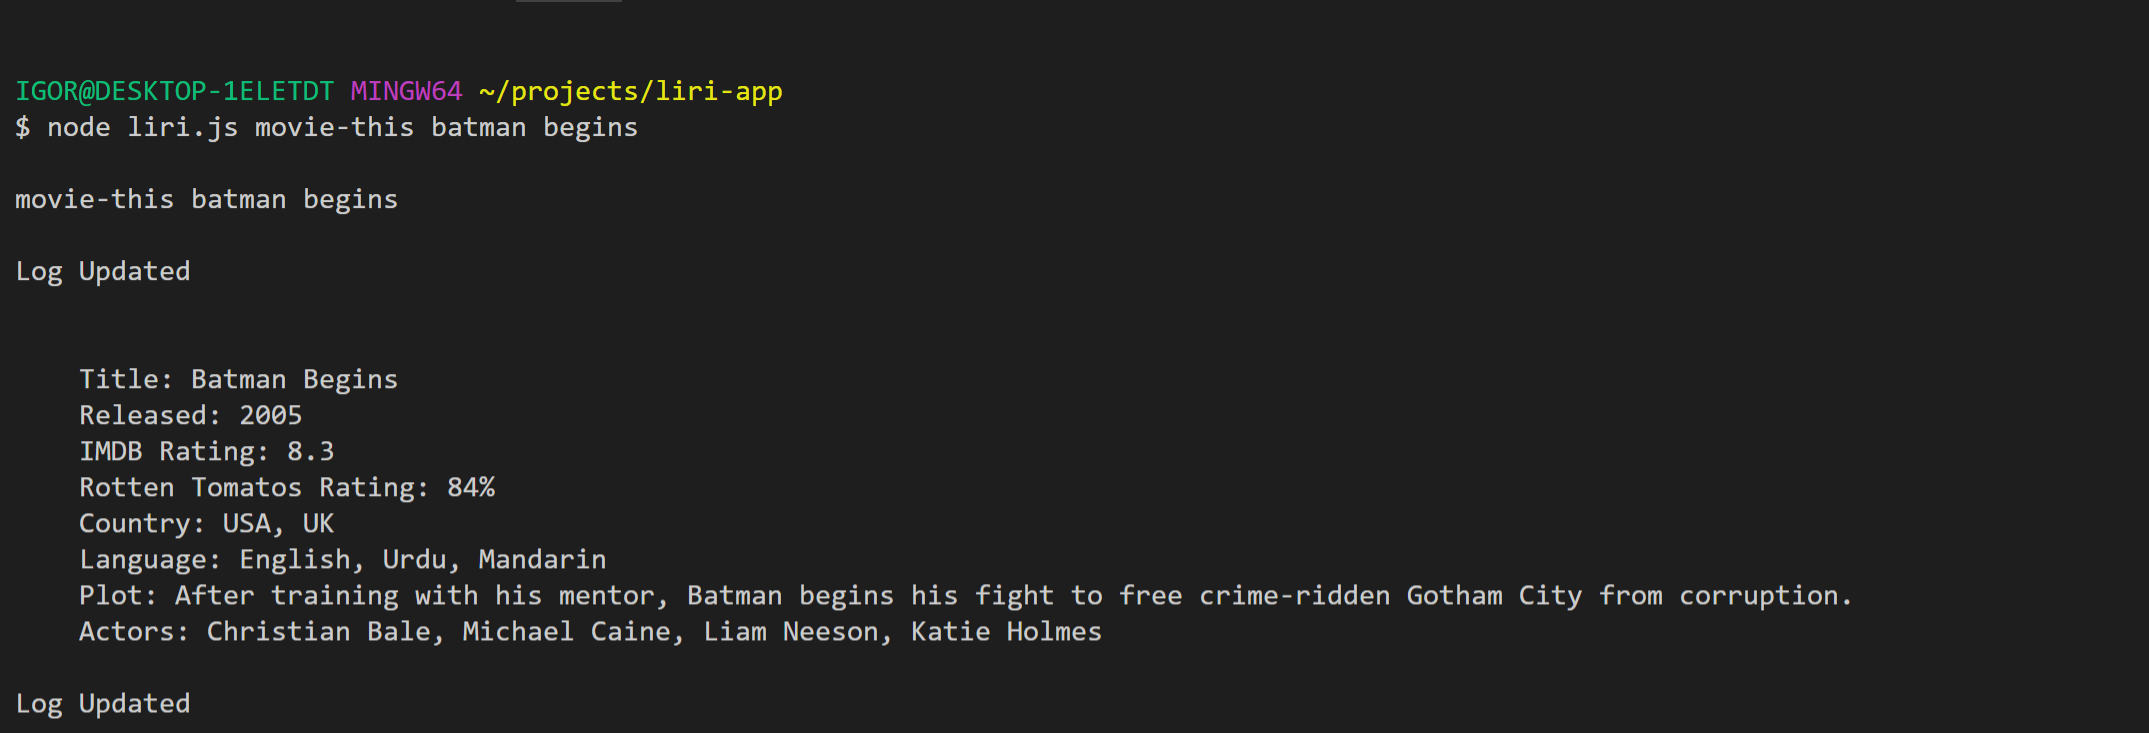 IGOR@DESKTOP-1ELETDT MINGW64 ~/projects/liri-app
$ node liri.js movie-this batman begins
movie-this batman begins
Log Updated
Title: Batman Begins
Released: 2005
IMDB Rating: 8.3
Rotten Tomatos Rating: 84%
Country: USA, UK
Language: English, Urdu, Mandarin
Plot: After training with his mentor, Batman begins his fight to free crime-ridden Gotham City from corruption.
Actors: Christian Bale, Michael Caine, Liam Neeson, Katie Holmes
Log Updated